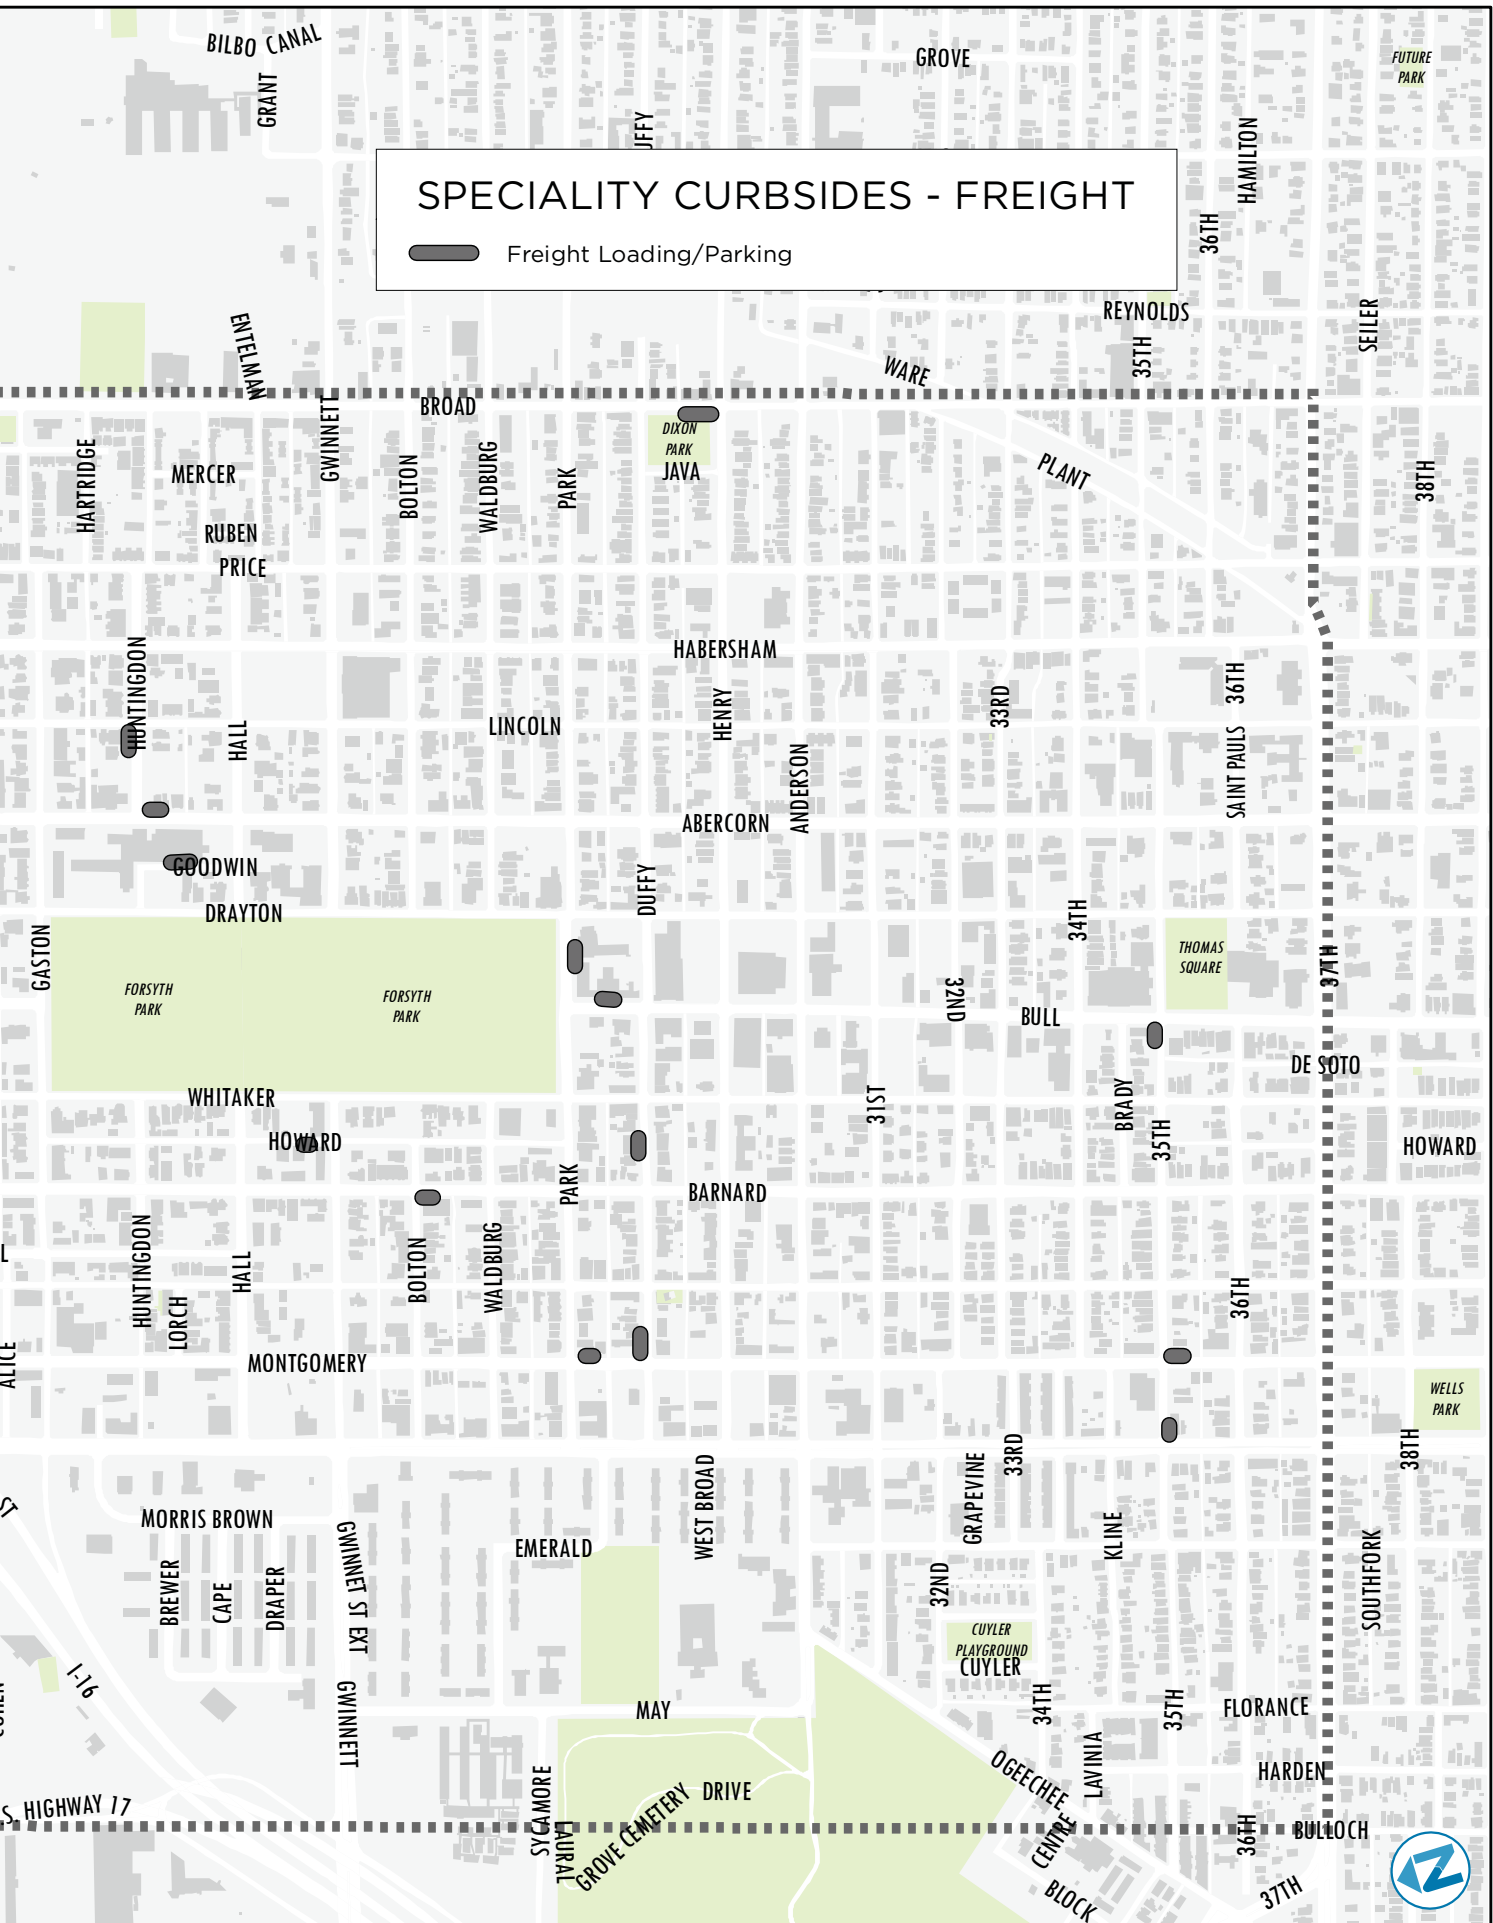 BILBO CANAL
GROVE
FUTURE
PARK
GRANT
HAMILTON
SPECIALITY CURBSIDES - FREIGHT
Freight Loading/Parking
36TH
REYNOLDS
SEILER
35TH
ENTELMAN
WARE
GWINNETT
BROAD
DIXON
PARK
JAVA
HARTRIDGE
MERCER
BOLTON
WALDBURG
PARK
PLANT
38TH
RUBEN
PRICE
HUNTINGDON
HABERSHAM
36TH
HENRY
33RD
LINCOLN
HALL
SAINT PAULS
ANDERSON
ABERCORN
GOODWIN
DUFFY
DRAYTON
34TH
GASTON
THOMAS
SQUARE
37TH
FORSYTH
PARK
FORSYTH
PARK
32ND
BULL
DE SOTO
WHITAKER
31ST
BRADY
35TH
HOWARD
HOWARD
PARK
BARNARD
HUNTINGDON
HALL
BOLTON
WALDBURG
36TH
LORCH
ALICE
MONTGOMERY
WELLS
PARK
38TH
33RD
GRAPEVINE
WEST BROAD
ST
MORRIS BROWN
KLINE
EMERALD
GWINNET ST EXT
SOUTHFORK
BREWER
CAPE
DRAPER
32ND
CUYLER
PLAYGROUND
CUYLER
I-16
MAY
34TH
35TH
FLORANCE
GWINNETT
LAVINIA
OGEECHEE
HARDEN
SYCAMORE
DRIVE
S. HIGHWAY 17
LAURAL
GROVE CEMETERY
CENTRE
36TH
BULLOCH
BLOCK
37TH
Z